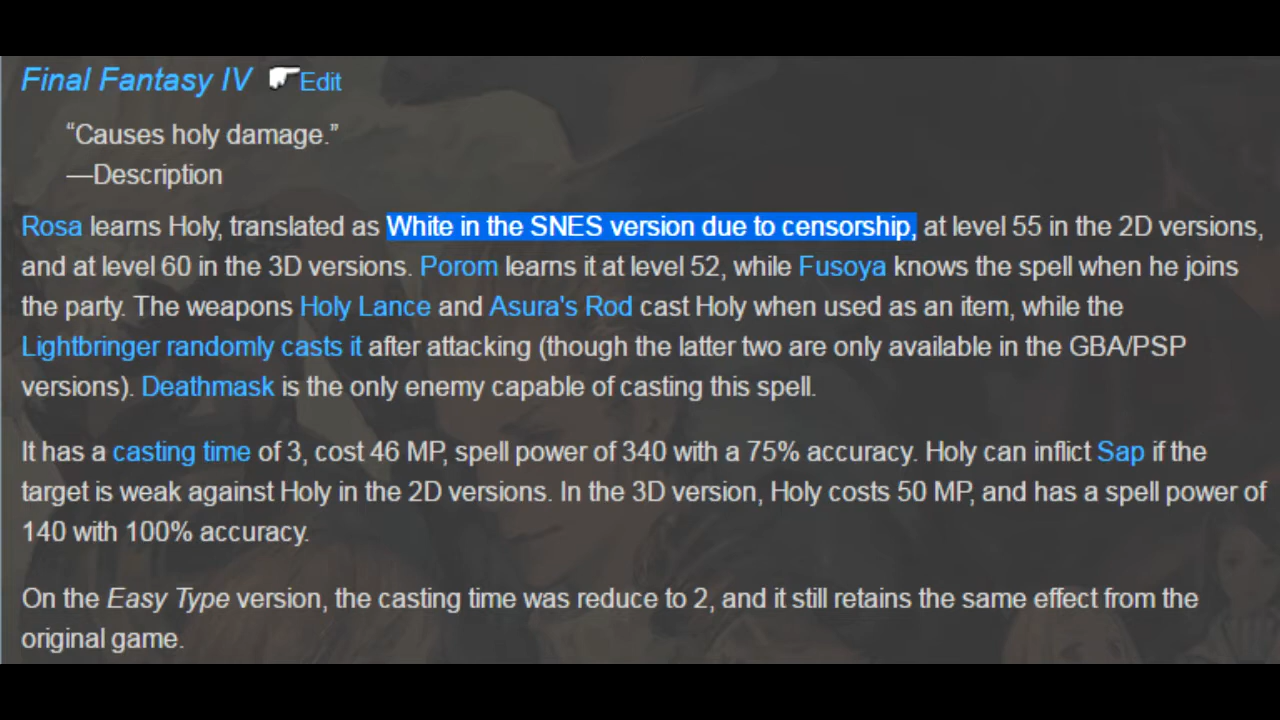 Final Fantasy IV Edit
“Causes holy damage.”
—Description
Rosa learns Holy, translated as White in the SNES version due to censorship, at level 55 in the 2D versions,
and at level 60 in the 3D versions. Porom learns it at level 52, while Fusoya knows the spell when he joins
the party. The weapons Holy Lance and Asura's Rod cast Holy when used as an item, while the
Lightbringer randomly casts it after attacking (though the latter two are only available in the GBA/PSP
versions). Deathmask is the only enemy capable of casting this spell.
It has a casting time of 3, cost 46 MP, spell power of 340 with a 75% accuracy. Holy can inflict Sap if the
target is weak against Holy in the 2D versions. In the 3D version, Holy costs 50 MP, and has a spell power of
140 with 100% accuracy.
On the Easy Type version, the casting time was reduce to 2, and it still retains the same effect from the
original game.